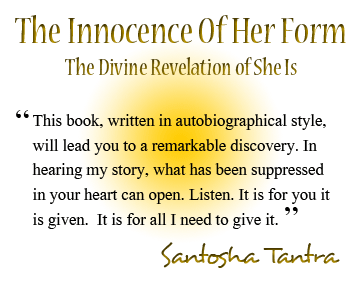 The Innocence Of Her Form
The Divine Revelation of She Is
“ This book, written in autobiographical style,
will lead you to a remarkable discovery. In
hearing my story, what has been suppressed
in your heart can open. Listen. It is for you it
is given.  It is for all I need to give it. ”
Santosha Tantra